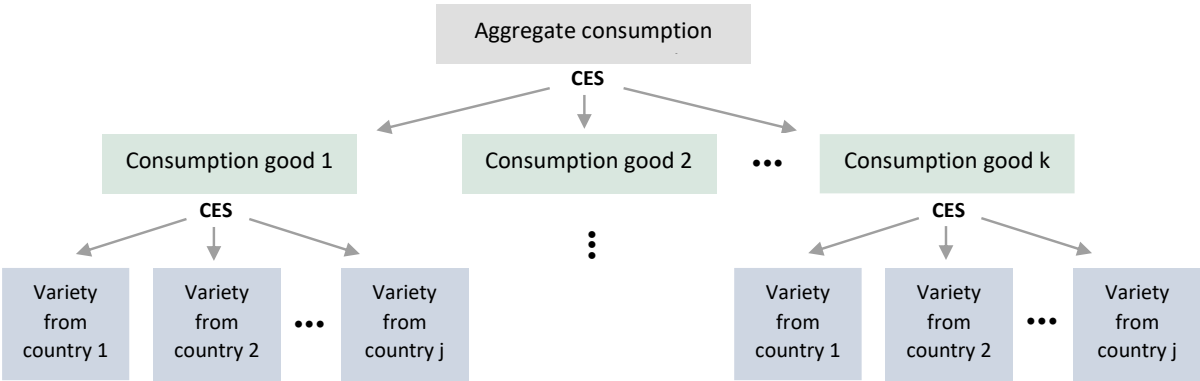 Aggregate consumption
CES
Consumption good 1
Consumption good 2
•••
Consumption good k
CES
CES
Variety
from
country 1
Variety
from
country 2
•••
Variety
from
country j
Variety
from
country 1
Variety
from
country 2
•••
Variety
from
country j